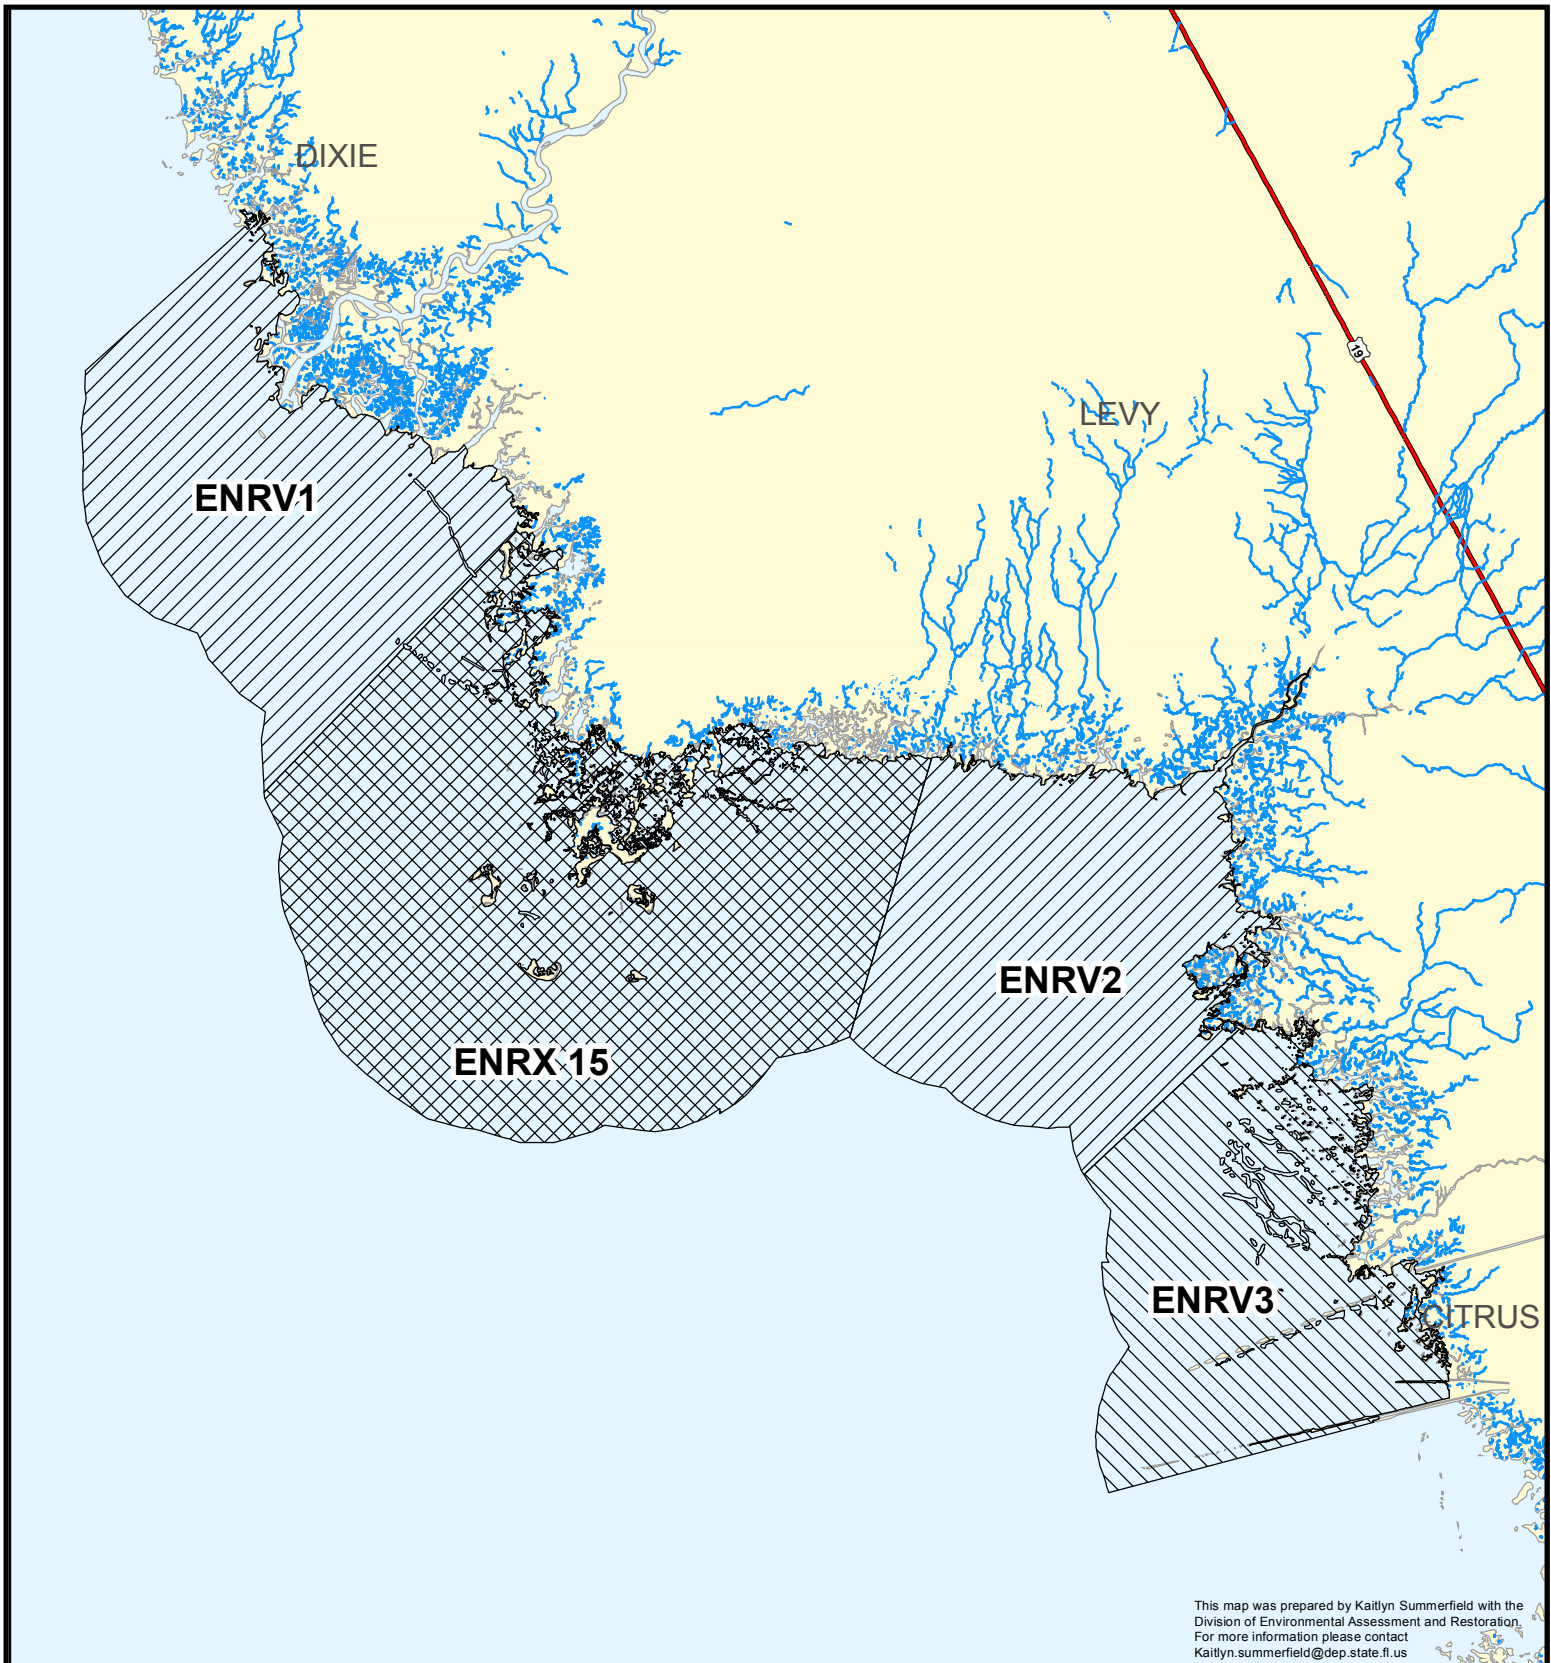 DIXIE
19
LEVY
ENRV1
ENRV2
ENRX 15
ENRV3
CITRUS
This map was prepared by Kaitlyn Summerfield with the
Division of Environmental Assessment and Restoration.
For more information please contact
Kaitlyn.summerfield@dep.state.fl.us